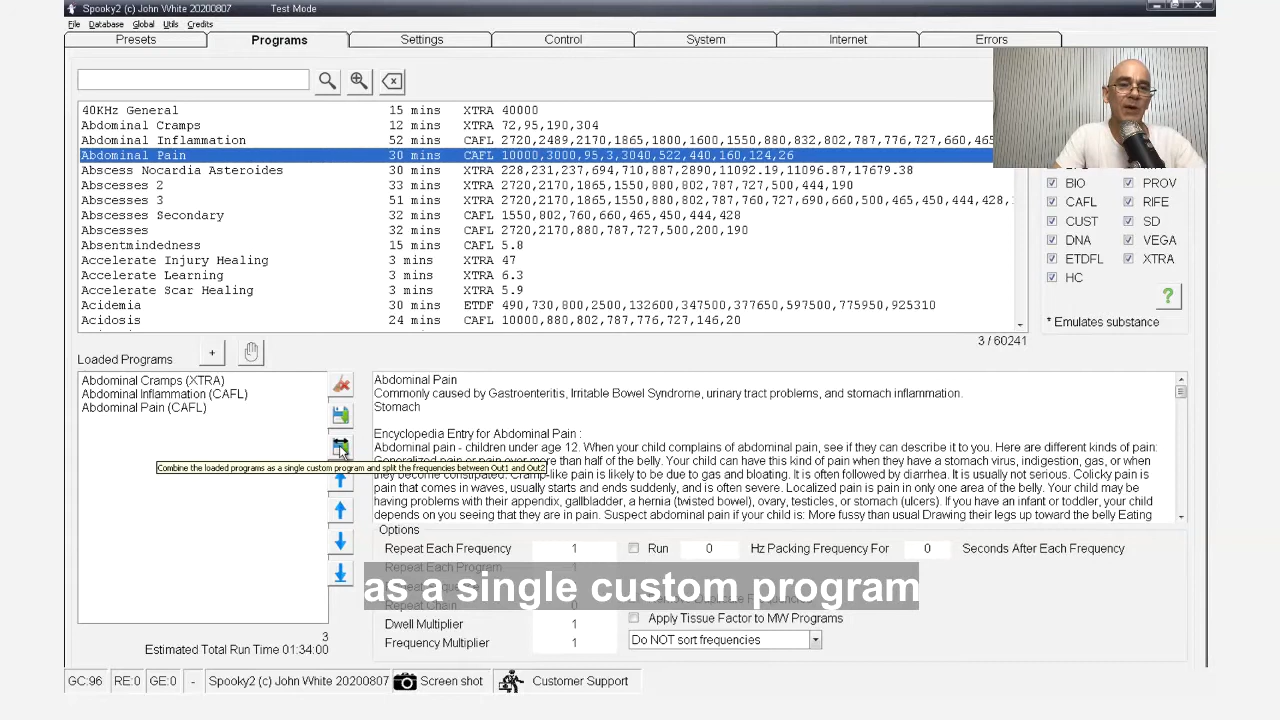 Spooky2 (c) John White 20200807 Test Mode
File Database Global Utils Credits
Presets Programs Settings Control System Internet Errors
40KHz General 15 mins XTRA 40000
Abdominal Cramps 12 mins XTRA 72,95,190,304
Abdominal Inflammation 52 mins CAFL 2720,2489,2170,1865,1800,1600,1550,880,832,802,787,776,727,660,465
Abdominal Pain 30 mins CAFL 10000,3000,95,3,3040,522,440,160,124,26
Abscess Nocardia Asteroides XTRA 228,231,237,694,710,887,2890,11092.19,11096.87,17679.38
Abscesses 2 33 mins XTRA 2720,2170,1865,1550,880,802,787,727,500,444,190
Abscesses 3 51 mins XTRA 2720,2170,1865,1550,880,802,787,760,727,690,660,500,465,450,444,428,
Abscesses Secondary 32 mins CAFL 1550,802,760,660,465,450,444,428
Abscesses 32 mins CAFL 2720,2170,880,787,727,500,200,190
Absentmindedness 15 mins CAFL 5.8
Accelerate Injury Healing 3 mins XTRA 47
Accelerate Learning 3 mins XTRA 6.3
Accelerate Scar Healing 3 mins XTRA 5.9
Acidemia 30 mins ETDF 490,730,800,2500,132600,347500,377650,597500,775950,925310
Acidosis 24 mins CAFL 10000,880,802,787,776,727,146,20
BIO PROV
CAFL RIFE
CUST SD
DNA VEGA
ETDFL XTRA
HC
?
* Emulates substance
3 / 60241
Loaded Programs +
Abdominal Cramps (XTRA)
Abdominal Inflammation (CAFL)
Abdominal Pain (CAFL)
Combine the loaded programs as a single custom program and split the frequencies between Out1 and Out2
3
Estimated Total Run Time 01:34:00
Abdominal Pain
Commonly caused by Gastroenteritis, Irritable Bowel Syndrome, urinary tract problems, and stomach inflammation.
Stomach
Encyclopedia Entry for Abdominal Pain :
Abdominal pain - children under age 12. When your child complains of abdominal pain, see if they can describe it to you. Here are different kinds of pain:
Generalized pain or pain over more than half of the belly. Your child can have this kind of pain when they have a stomach virus, indigestion, gas, or when
they become constipated. Cramp-like pain is likely to be due to gas and bloating. It is often followed by diarrhea. It is usually not serious. Colicky pain is
pain that comes in waves, usually starts and ends suddenly, and is often severe. Localized pain is pain in only one area of the belly. Your child may be
having problems with their appendix, gallbladder, a hernia (twisted bowel), ovary, testicles, or stomach (ulcers). If you have an infant or toddler, your child
depends on you seeing that they are in pain. Suspect abdominal pain if your child is: More fussy than usual Drawing their legs up toward the belly Eating
Options
Repeat Each Frequency 1 Run 0 Hz Packing Frequency For 0 Seconds After Each Frequency
Repeat Each Program 1
as a single custom program
Repeat Chain 0
Dwell Multiplier 1 Apply Tissue Factor to MW Programs
Frequency Multiplier 1 Do NOT sort frequencies
GC:96 RE:0 GE:0 - Spooky2 (c) John White 20200807 Screen shot Customer Support